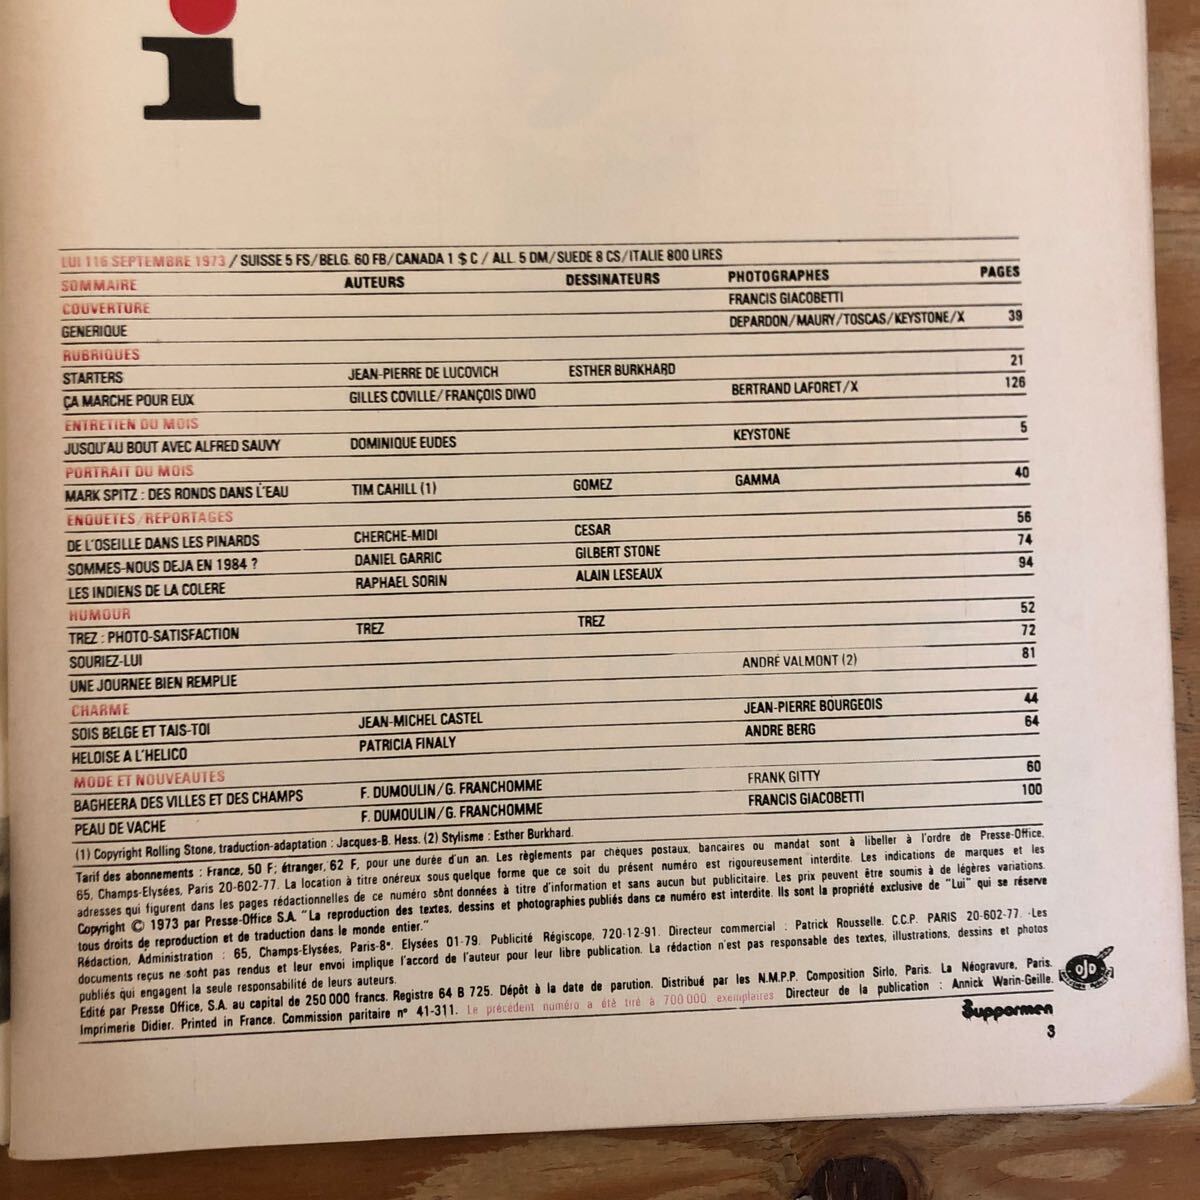 i
LUI 116 SEPTEMBRE 1973 / SUISSE 5 FS/BELG. 60 FB/CANADA 1 $ C / ALL. 5 DM/SUEDE 8 CS/ITALIE 800 LIRES
SOMMAIRE AUTEURS DESSINATEURS PHOTOGRAPHES PAGES
COUVERTURE FRANCIS GIACOBETTI
GENERIQUE DEPARDON/MAURY/TOSCAS/KEYSTONE/X 39
RUBRIQUES
STARTERS JEAN-PIERRE DE LUCOVICH ESTHER BURKHARD 21
ÇA MARCHE POUR EUX GILLES COVILLE/FRANÇOIS DIWO BERTRAND LAFORET/X 126
ENTRETIEN DU MOIS
JUSQU'AU BOUT AVEC ALFRED SAUVY DOMINIQUE EUDES KEYSTONE 5
PORTRAIT DU MOIS
MARK SPITZ : DES RONDS DANS L'EAU TIM CAHILL (1) GOMEZ GAMMA 40
ENQUETES/REPORTAGES
DE L'OSEILLE DANS LES PINARDS CHERCHE-MIDI CESAR 56
SOMMES-NOUS DEJA EN 1984 ? DANIEL GARRIC GILBERT STONE 74
LES INDIENS DE LA COLERE RAPHAEL SORIN ALAIN LESEAUX 94
HUMOUR
TREZ : PHOTO-SATISFACTION TREZ TREZ 52
SOURIEZ-LUI 72
UNE JOURNEE BIEN REMPLIE ANDRÉ VALMONT (2) 81
CHARME
SOIS BELGE ET TAIS-TOI JEAN-MICHEL CASTEL JEAN-PIERRE BOURGEOIS 44
HELOISE A L'HELICO PATRICIA FINALY ANDRE BERG 64
MODE ET NOUVEAUTES
BAGHEERA DES VILLES ET DES CHAMPS F. DUMOULIN/G. FRANCHOMME FRANK GITTY 60
PEAU DE VACHE F. DUMOULIN/G. FRANCHOMME FRANCIS GIACOBETTI 100
(1) Copyright Rolling Stone, traduction-adaptation : Jacques-B. Hess. (2) Stylisme : Esther Burkhard.
Tarif des abonnements : France, 50 F; étranger, 62 F, pour une durée d'un an. Les règlements par chèques postaux, bancaires ou mandat sont à libeller à l'ordre de Presse-Office,
65, Champs-Elysées, Paris 20-602-77. La location à titre onéreux sous quelque forme que ce soit du présent numéro est rigoureusement interdite. Les indications de marques et les
adresses qui figurent dans les pages rédactionnelles de ce numéro sont données à titre d'information et sans aucun but publicitaire. Les prix peuvent être soumis à de légères variations.
Copyright © 1973 par Presse-Office S.A. "La reproduction des textes, dessins et photographies publiés dans ce numéro est interdite. Ils sont la propriété exclusive de "Lui" qui se réserve
tous droits de reproduction et de traduction dans le monde entier."
Rédaction, Administration : 65, Champs-Elysées, Paris-8e. Elysées 01-79. Publicité Régiscope, 720-12-91. Directeur commercial : Patrick Rousselle. C.C.P. PARIS 20-602-77. Les
documents reçus ne sont pas rendus et leur envoi implique l'accord de l'auteur pour leur libre publication. La rédaction n'est pas responsable des textes, illustrations, dessins et photos
publiés qui engagent la seule responsabilité de leurs auteurs.
Edité par Presse Office, S.A. au capital de 250 000 francs. Registre 64 B 725. Dépôt à la date de parution. Distribué par les N.M.P.P. Composition Sirlo, Paris. La Néogravure, Paris.
Imprimerie Didier. Printed in France. Commission paritaire n° 41-311. Le précédent numéro a été tiré à 700 000 exemplaires Directeur de la publication : Annick Warin-Geille.
OJD
Suppormen
3